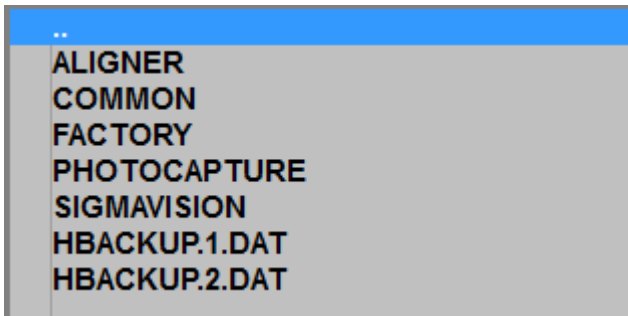 ..
ALIGNER
COMMON
FACTORY
PHOTOCAPTURE
SIGMAVISION
HBACKUP.1.DAT
HBACKUP.2.DAT